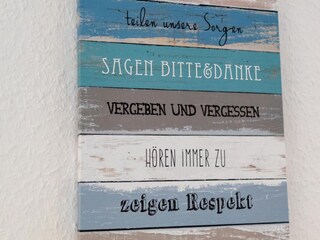 teilen unsere Sorgen
SAGEN BITTE&DANKE
VERGEBEN UND VERGESSEN
HÖREN IMMER ZU
zeigen Respekt